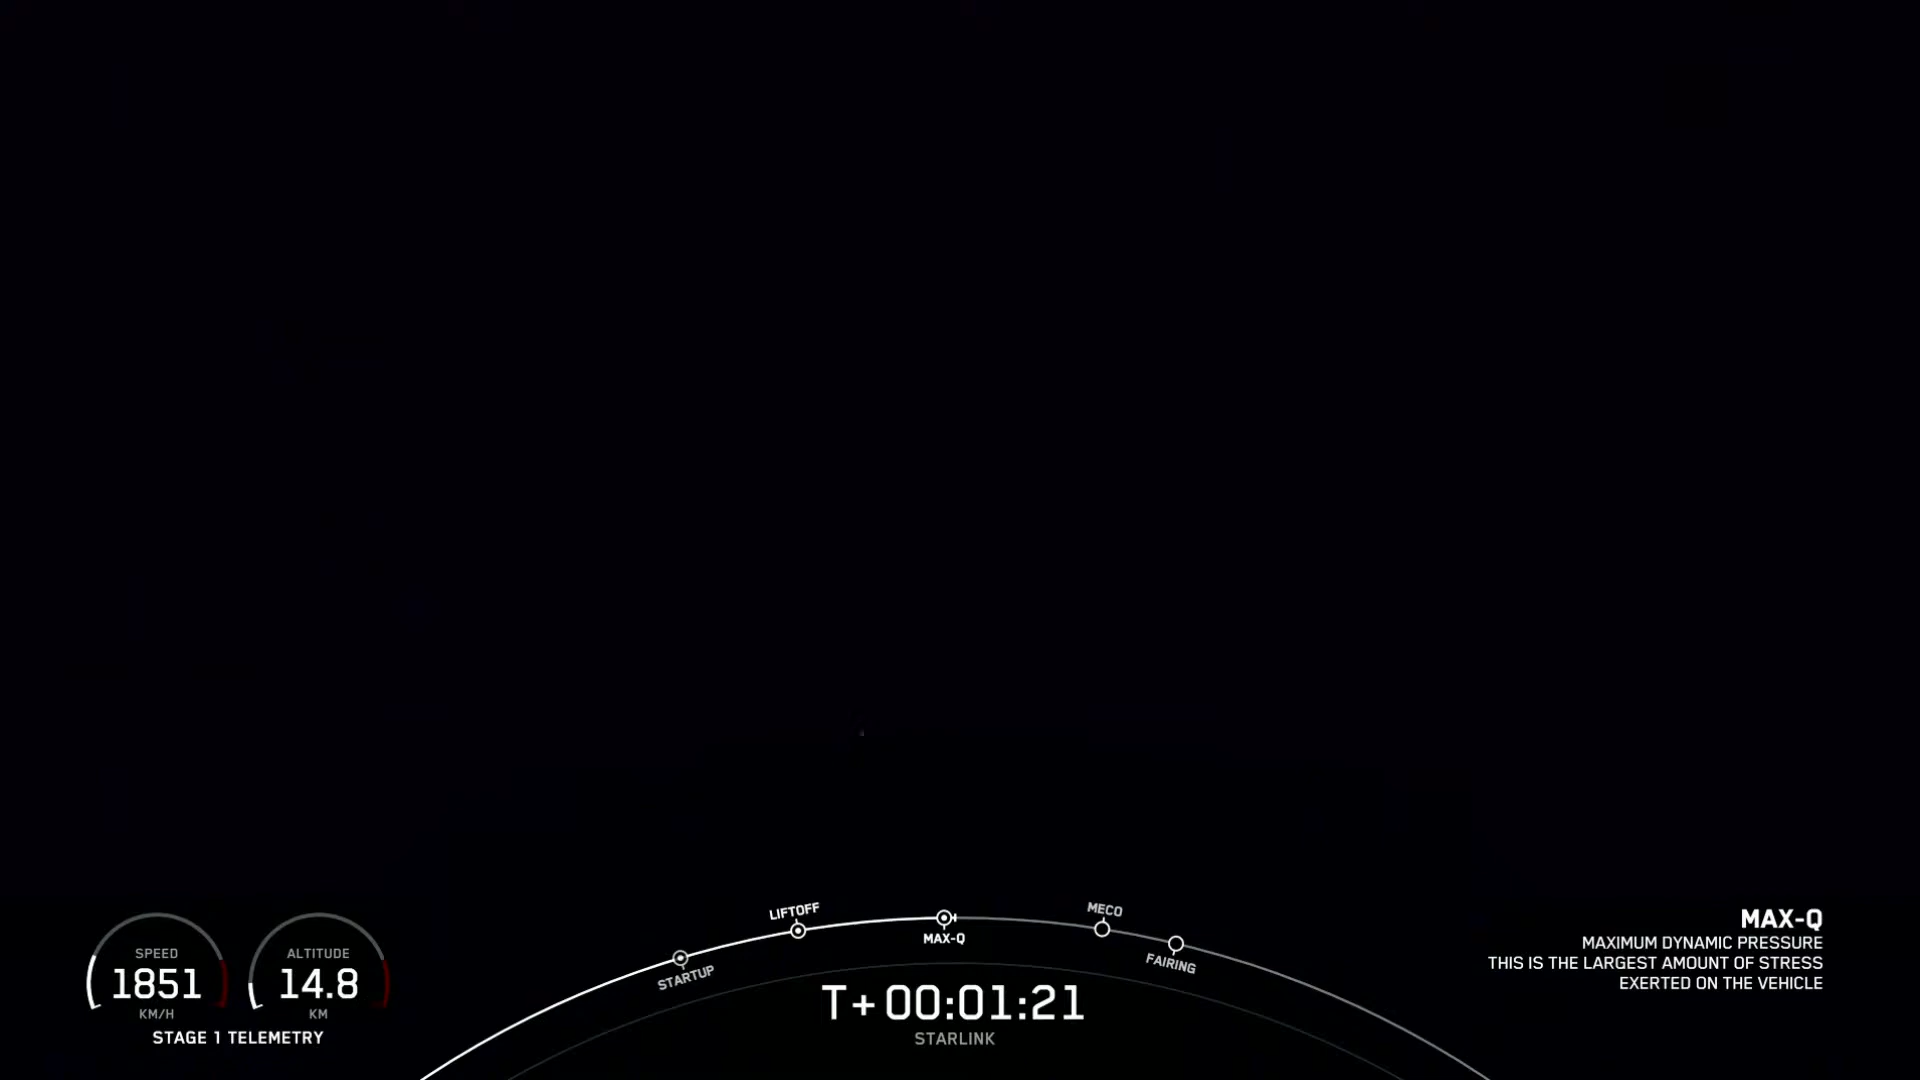 SPEED
1851
KM/H
ALTITUDE
14.8
KM
STAGE 1 TELEMETRY
STARTUP
LIFTOFF
MAX-Q
MECO
FAIRING
T+00:01:21
STARLINK
MAX-Q
MAXIMUM DYNAMIC PRESSURE
THIS IS THE LARGEST AMOUNT OF STRESS
EXERTED ON THE VEHICLE